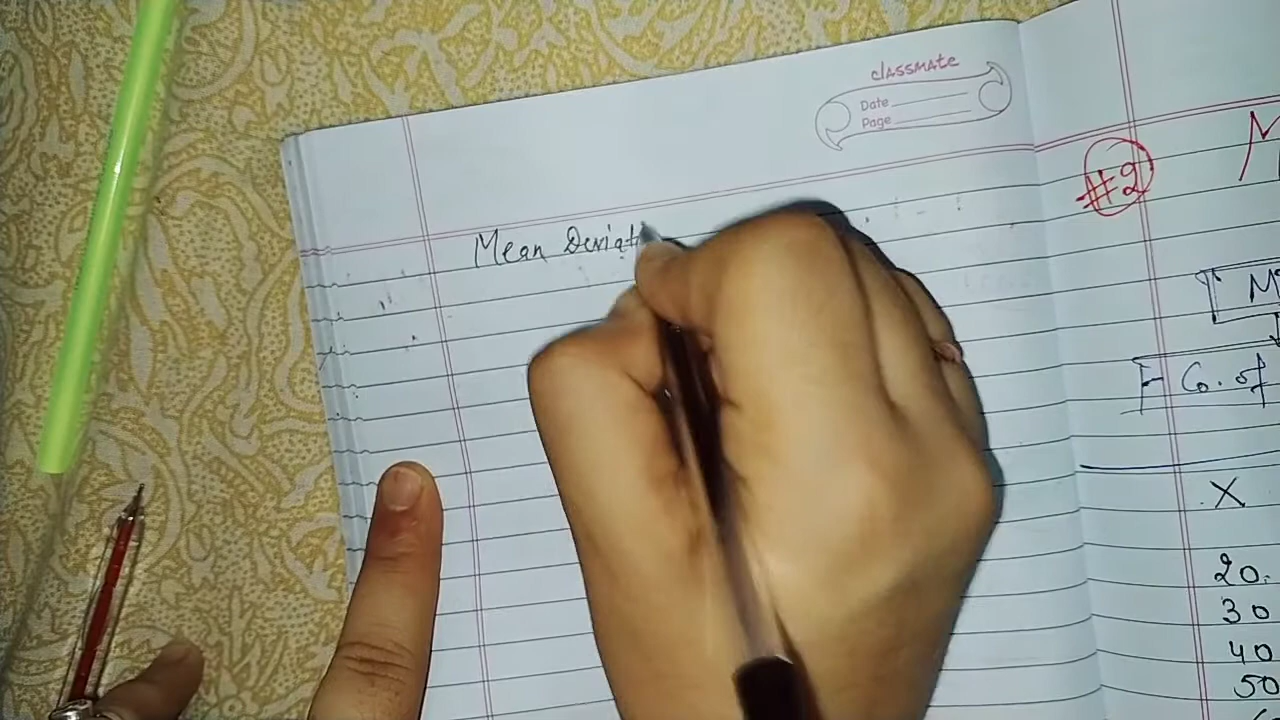 classmate
Date
Page
Mean Deviat
#2
M
M
Co. of
X
20.
30
40
50